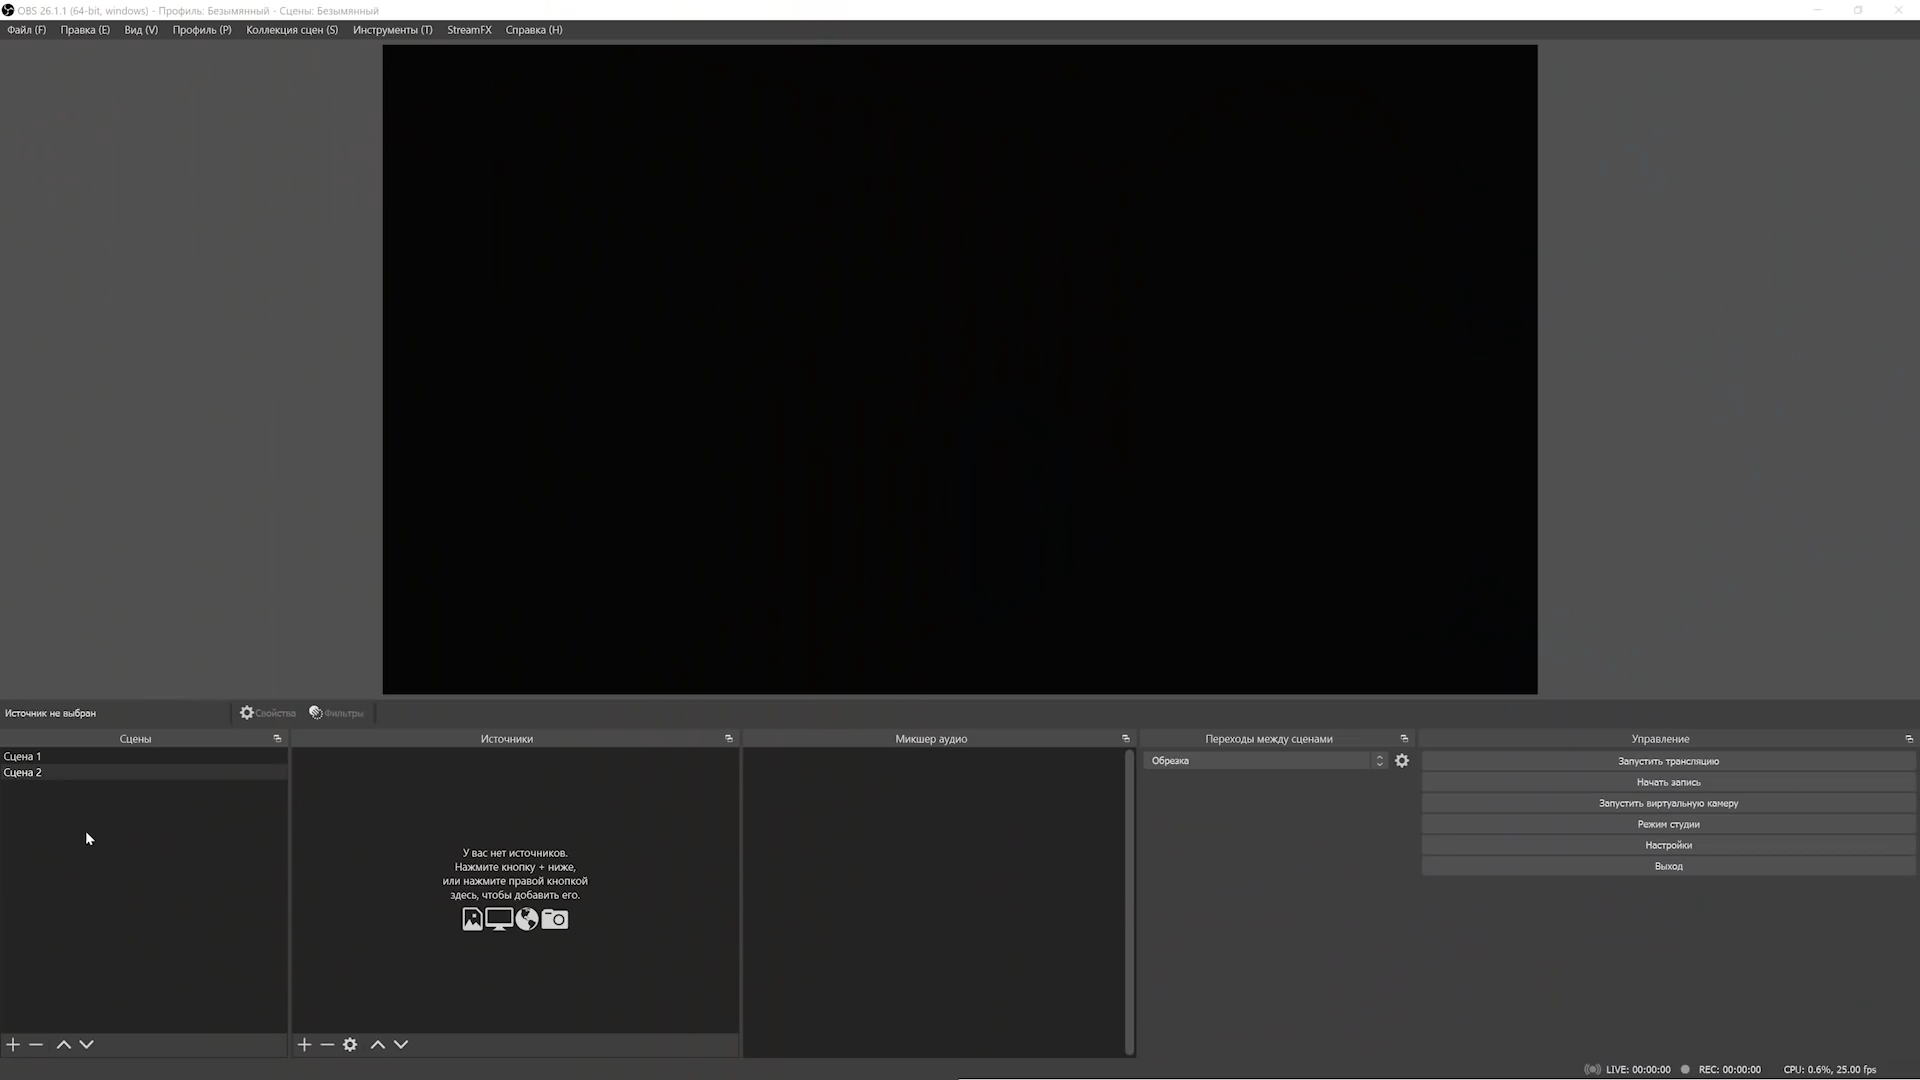 OBS 26.1.1 (64-bit, windows) - Профиль: Безымянный - Сцены: Безымянный
Файл (F) Правка (E) Вид (V) Профиль (P) Коллекция сцен (S) Инструменты (T) StreamFX Справка (H)
Источник не выбран Свойства Фильтры
Сцены Источники Микшер аудио Переходы между сценами Управление
Сцена 1
Сцена 2
У вас нет источников.
Нажмите кнопку + ниже,
или нажмите правой кнопкой
здесь, чтобы добавить его.
Обрезка
Запустить трансляцию
Начать запись
Запустить виртуальную камеру
Режим студии
Настройки
Выход
LIVE: 00:00:00 REC: 00:00:00 CPU: 0.6%, 25.00 fps